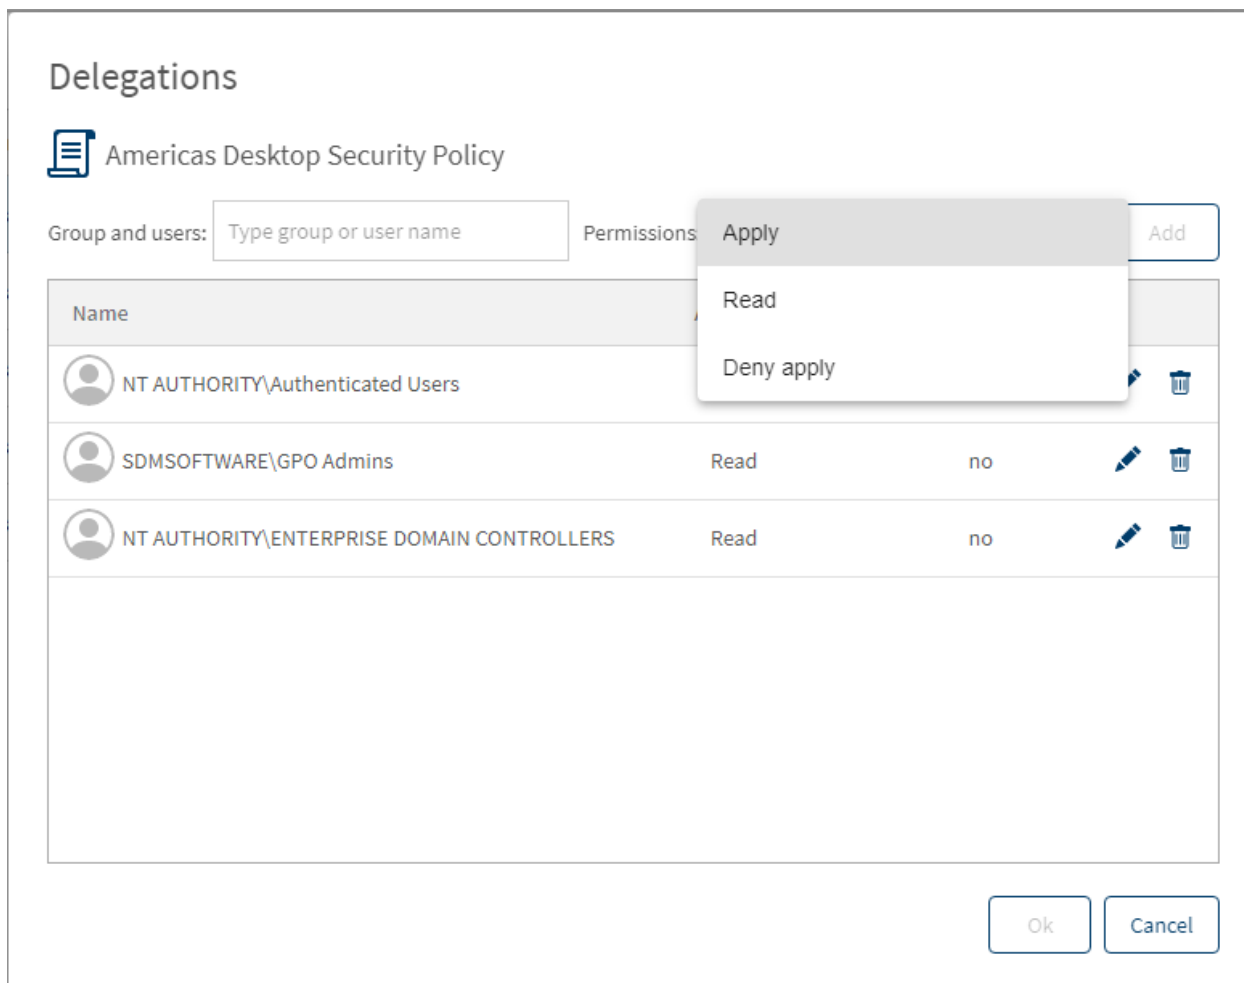 Delegations
Americas Desktop Security Policy
Group and users: Type group or user name Permissions Apply Add
Read
Deny apply
Name
NT AUTHORITY\Authenticated Users
SDMSOFTWARE\GPO Admins Read no
NT AUTHORITY\ENTERPRISE DOMAIN CONTROLLERS Read no
Ok Cancel